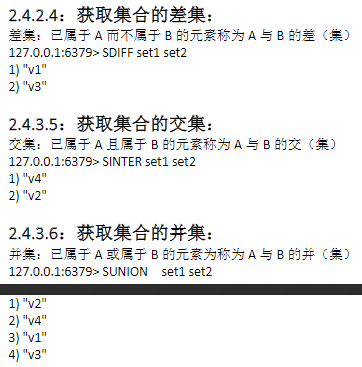 2.4.2.4：获取集合的差集：
差集：已属于 A 而不属于 B 的元素称为 A 与 B 的差（集）
127.0.0.1:6379> SDIFF set1 set2
1) "v1"
2) "v3"
2.4.3.5：获取集合的交集：
交集：已属于 A 且属于 B 的元素称为 A 与 B 的交（集）
127.0.0.1:6379> SINTER set1 set2
1) "v4"
2) "v2"
2.4.3.6：获取集合的并集：
并集：已属于 A 或属于 B 的元素为称为 A 与 B 的并（集）
127.0.0.1:6379> SUNION set1 set2
1) "v2"
2) "v4"
3) "v1"
4) "v3"